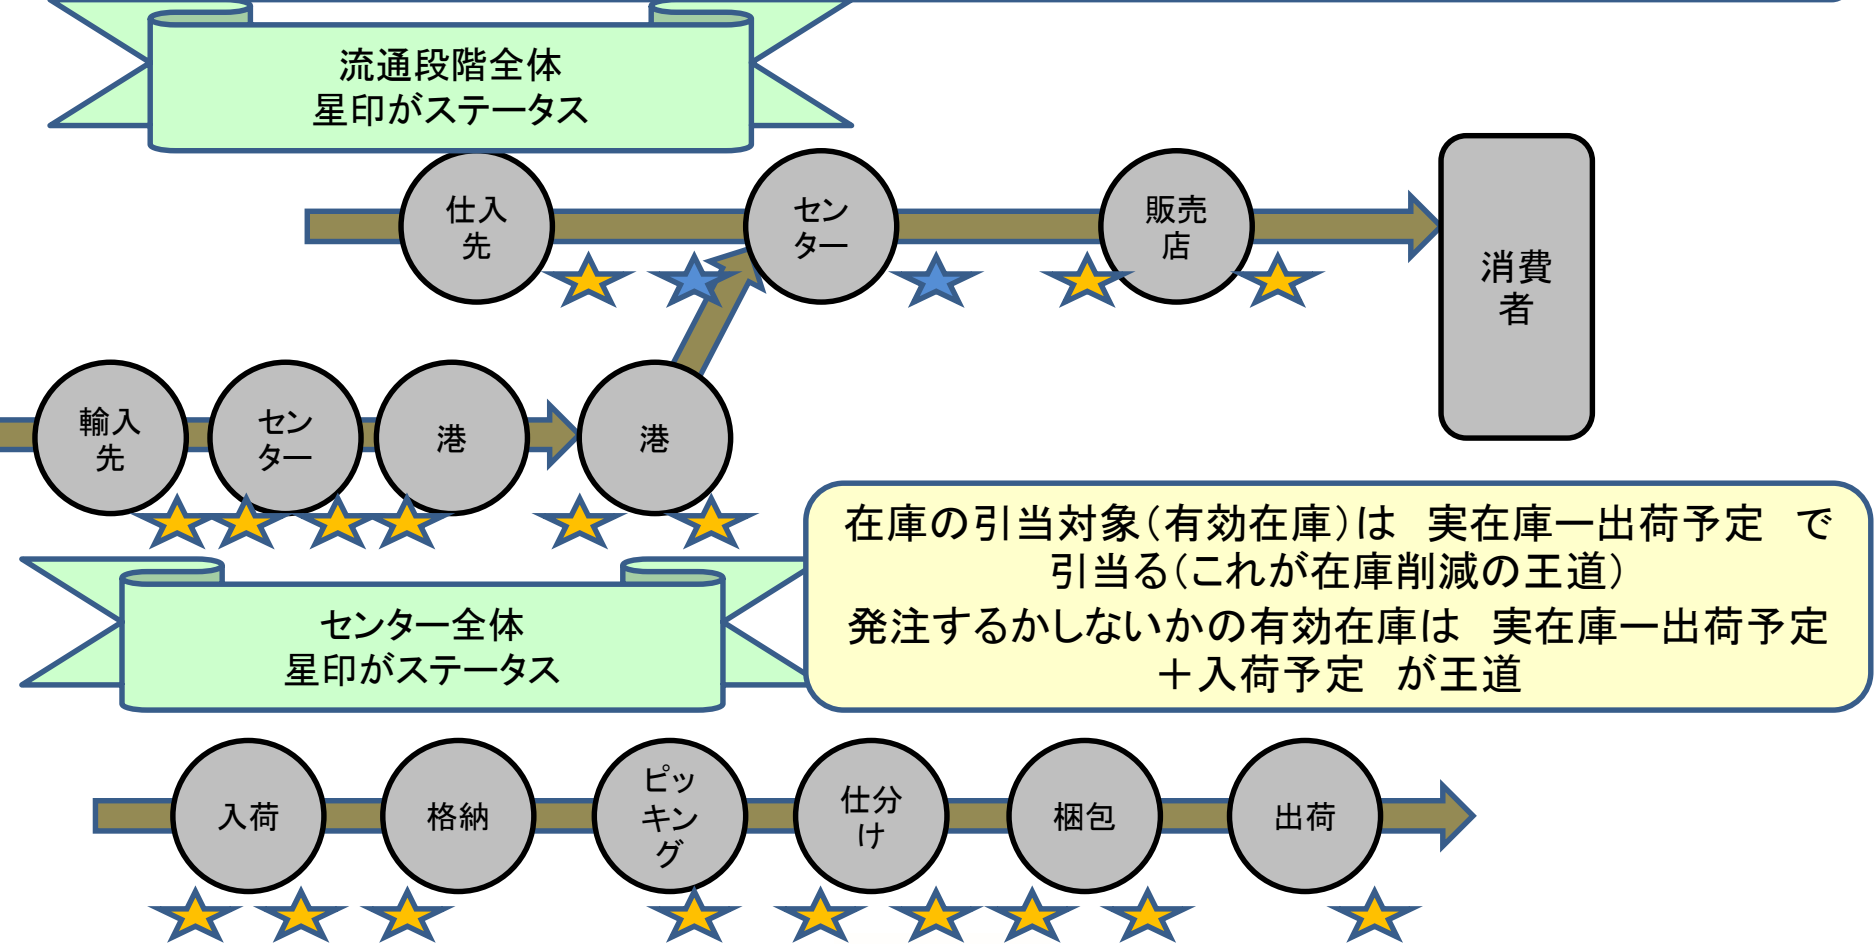 流通段階全体
星印がステータス
仕入
先
セン
ター
販売
店
消費
者
輸入
先
セン
ター
港
港
在庫の引当対象(有効在庫)は　実在庫ー出荷予定　で
引当る(これが在庫削減の王道)
発注するかしないかの有効在庫は　実在庫ー出荷予定
＋入荷予定　が王道
センター全体
星印がステータス
入荷
格納
ピッ
キン
グ
仕分
け
梱包
出荷